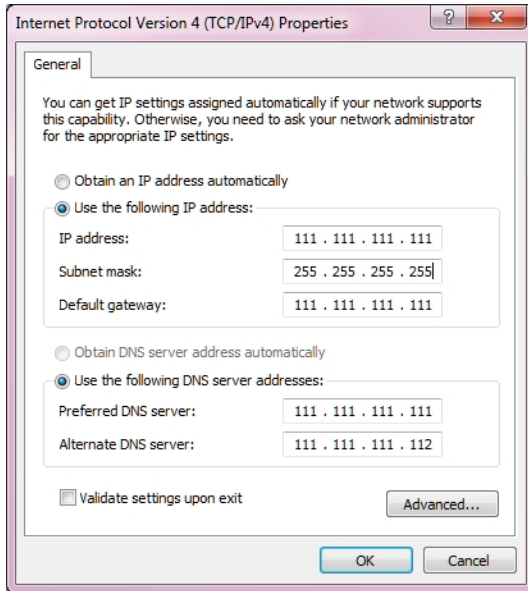 Internet Protocol Version 4 (TCP/IPv4) Properties
?
X
General
You can get IP settings assigned automatically if your network supports
this capability. Otherwise, you need to ask your network administrator
for the appropriate IP settings.
Obtain an IP address automatically
Use the following IP address:
IP address: 111 . 111 . 111 . 111
Subnet mask: 255 . 255 . 255 . 255
Default gateway: 111 . 111 . 111 . 111
Obtain DNS server address automatically
Use the following DNS server addresses:
Preferred DNS server: 111 . 111 . 111 . 111
Alternate DNS server: 111 . 111 . 111 . 112
Validate settings upon exit
Advanced...
OK Cancel